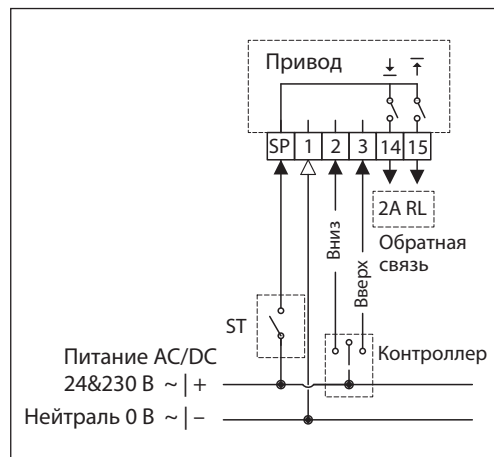 Привод
SP 1 2 3 14 15
2A RL
Обратная
связь
Вниз
Вверх
ST
Контроллер
Питание AC/DC
24&230 В ~ | +
Нейтраль 0 В ~ | –